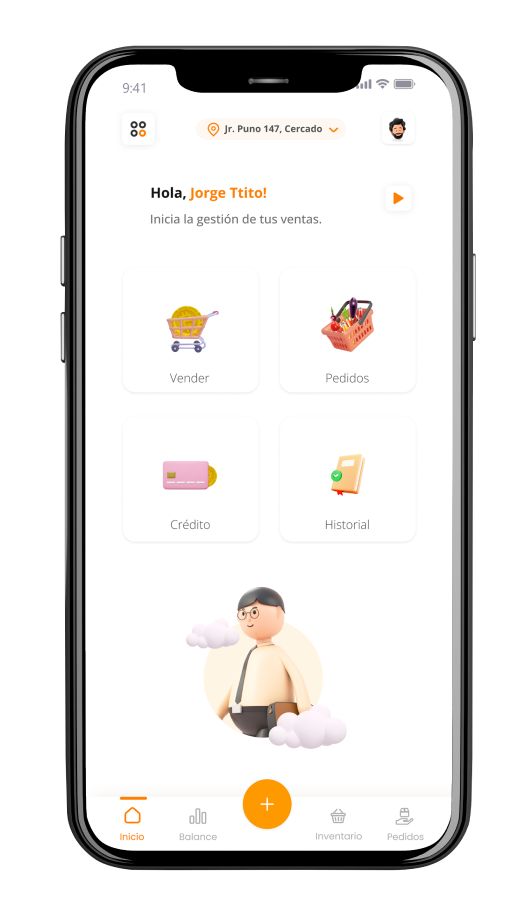 9:41
Jr. Puno 147, Cercado
Hola, Jorge Ttito!
Inicia la gestión de tus ventas.
Vender
Pedidos
Crédito
Historial
Inicio
Balance
Inventario
Pedidos